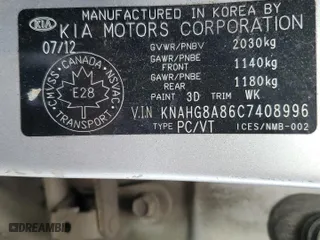 MANUFACTURED IN KOREA BY
KIA KIA MOTORS CORPORATION
07/12 GVWR/PNBV 2030kg
GAWR/PNBE FRONT 1140kg
GAWR/PNBE REAR 1180kg
PAINT 3D TRIM WK
CMVSS CANADA NSVAC
E28
TRANSPORT
V.I.N KNAHG8A86C7408996
TYPE PC/VT ICES/NMB-002